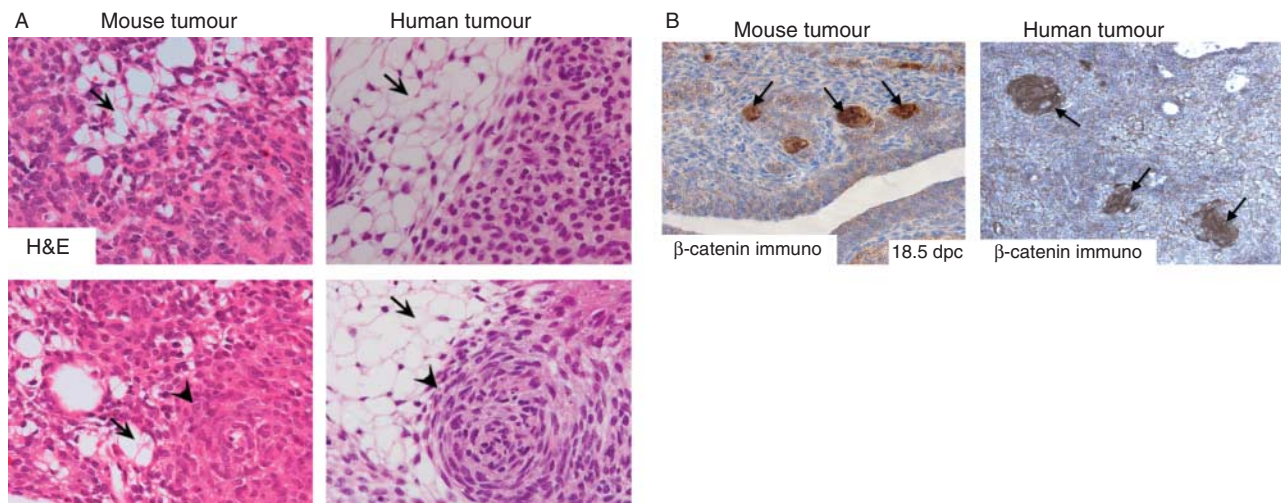 A
Mouse tumour
Human tumour
H&E
B
Mouse tumour
Human tumour
β-catenin immuno
18.5 dpc
β-catenin immuno